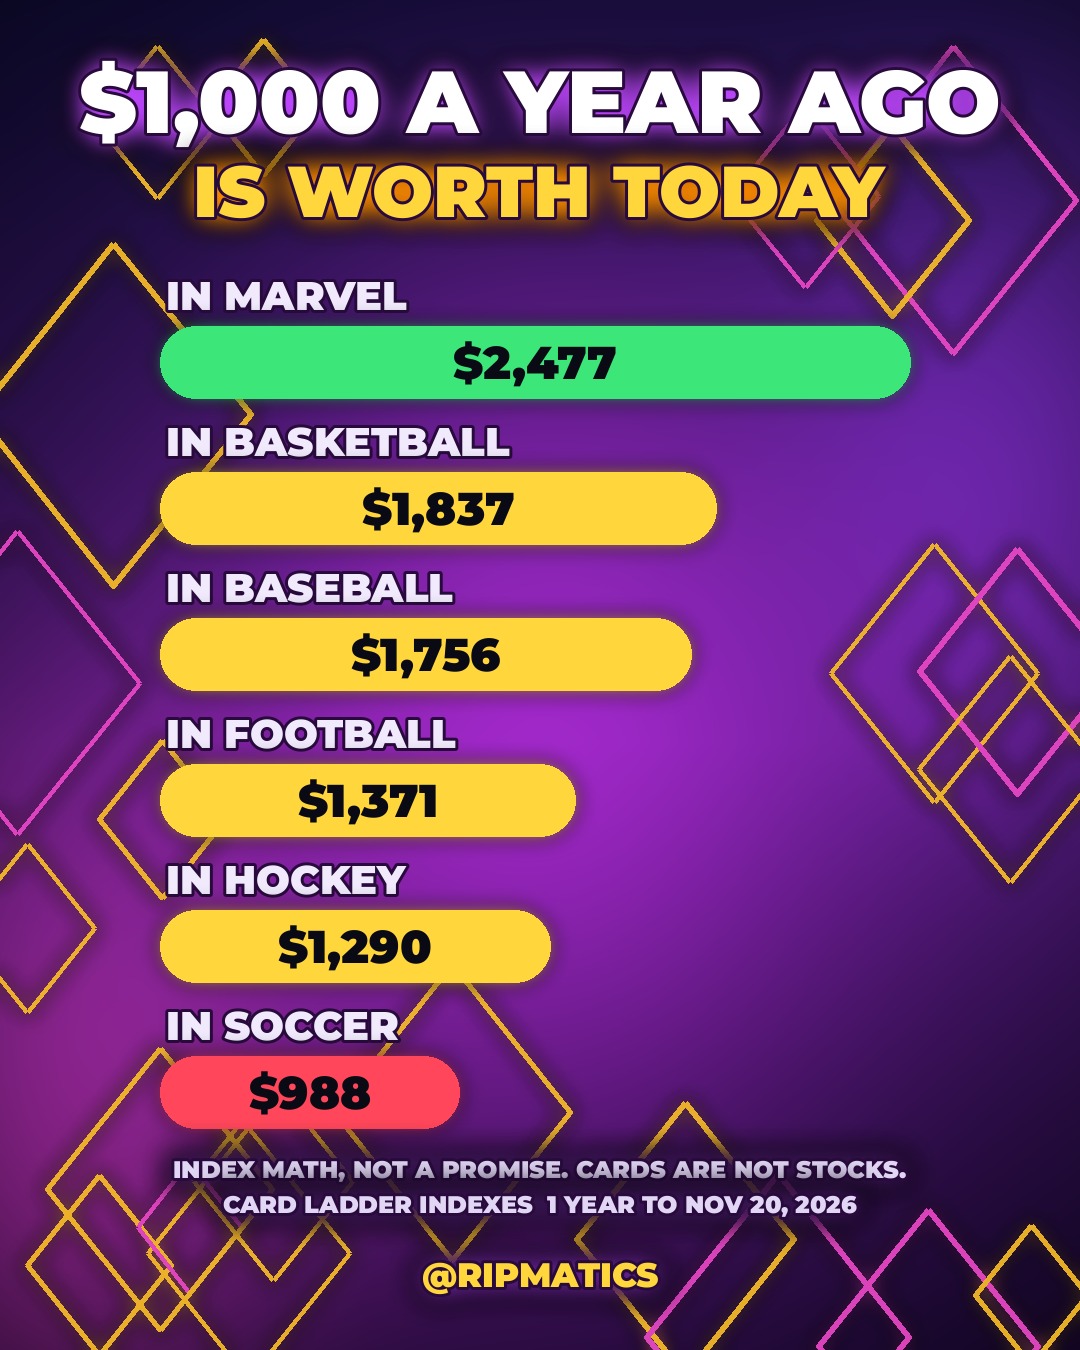 $1,000 A YEAR AGO
IS WORTH TODAY
IN MARVEL
$2,477
IN BASKETBALL
$1,837
IN BASEBALL
$1,756
IN FOOTBALL
$1,371
IN HOCKEY
$1,290
IN SOCCER
$988
INDEX MATH, NOT A PROMISE. CARDS ARE NOT STOCKS.
CARD LADDER INDEXES 1 YEAR TO NOV 20, 2026
@RIPMATICS